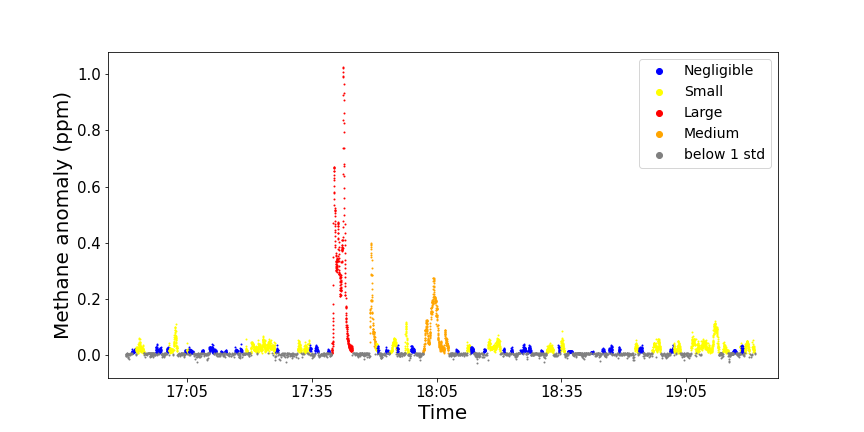 Methane anomaly (ppm)
1.0
0.8
0.6
0.4
0.2
0.0
17:05
17:35
18:05
18:35
19:05
Time
Negligible
Small
Large
Medium
below 1 std